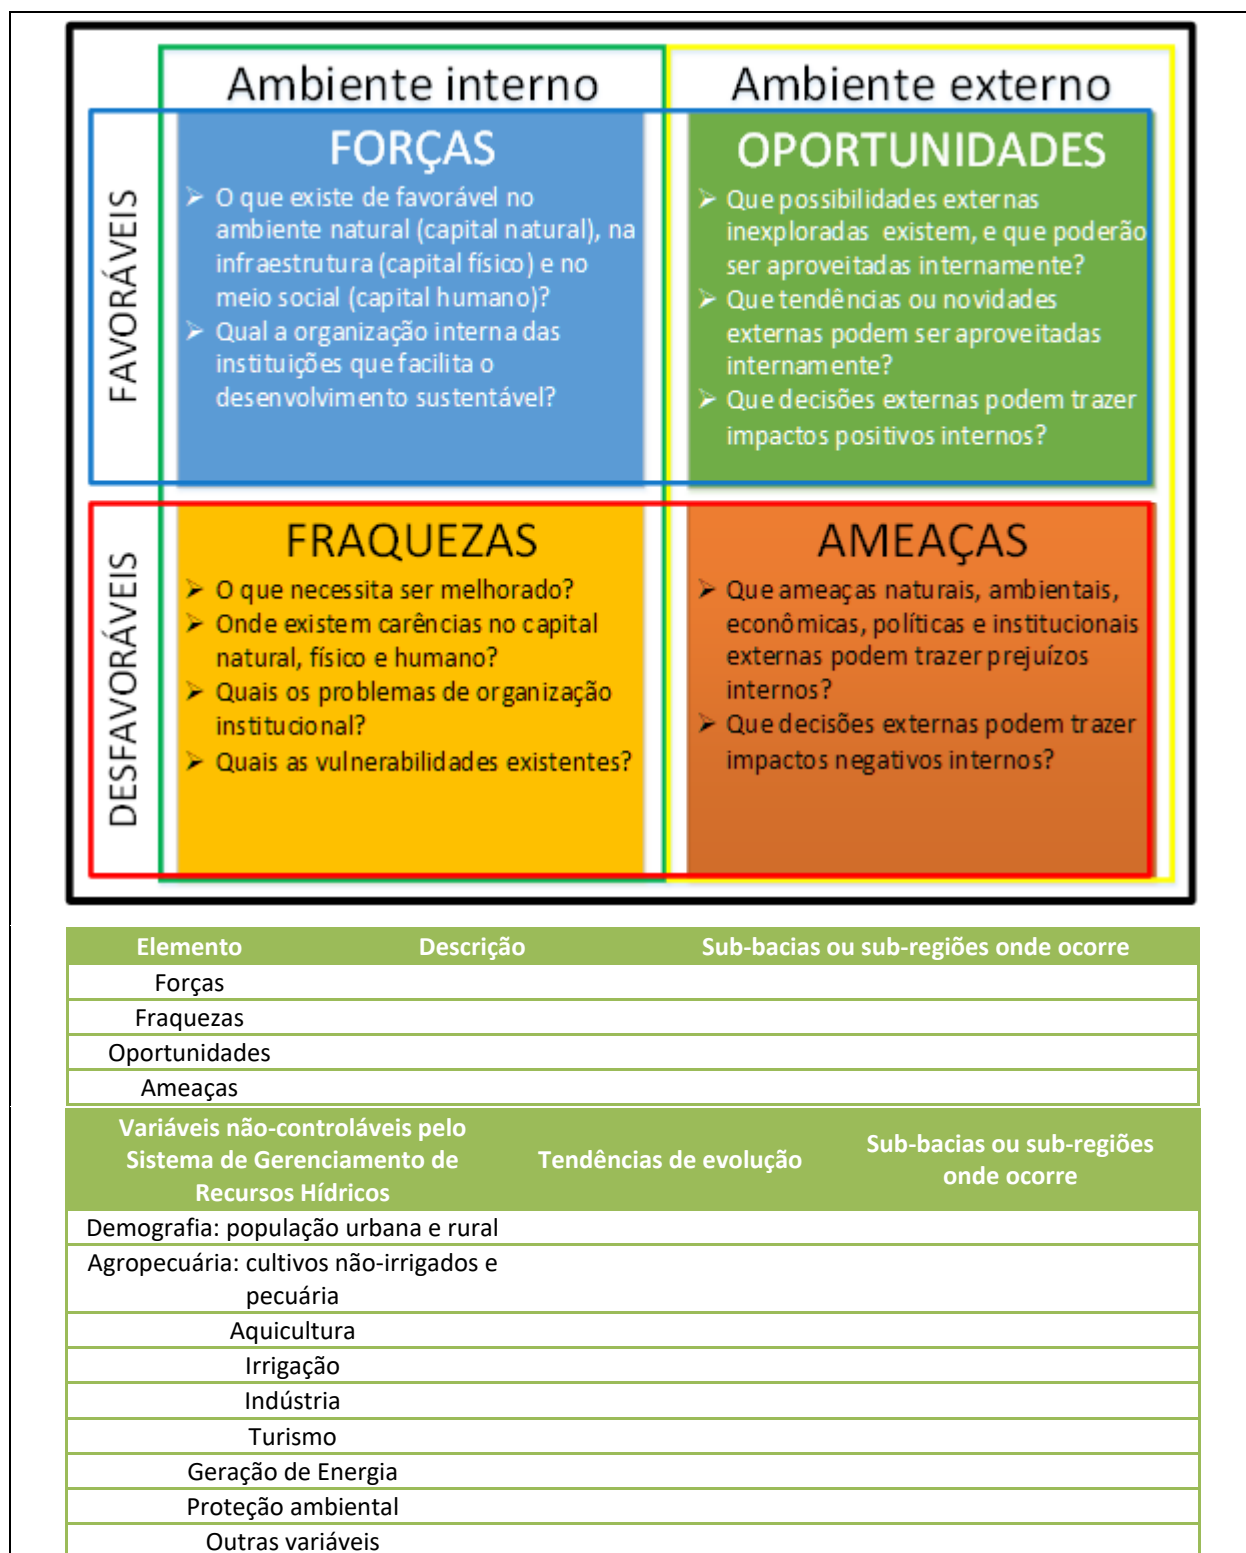 Ambiente interno
Ambiente externo
FAVORÁVEIS
FORÇAS
➢ O que existe de favorável no
ambiente natural (capital natural), na
infraestrutura (capital físico) e no
meio social (capital humano)?
➢ Qual a organização interna das
instituições que facilita o
desenvolvimento sustentável?
OPORTUNIDADES
➢ Que possibilidades externas
inexploradas existem, e que poderão
ser aproveitadas internamente?
➢ Que tendências ou novidades
externas podem ser aproveitadas
internamente?
➢ Que decisões externas podem trazer
impactos positivos internos?
DESFAVORÁVEIS
FRAQUEZAS
➢ O que necessita ser melhorado?
➢ Onde existem carências no capital
natural, físico e humano?
➢ Quais os problemas de organização
institucional?
➢ Quais as vulnerabilidades existentes?
AMEAÇAS
➢ Que ameaças naturais, ambientais,
econômicas, políticas e institucionais
externas podem trazer prejuízos
internos?
➢ Que decisões externas podem trazer
impactos negativos internos?
Elemento Descrição Sub-bacias ou sub-regiões onde ocorre
Forças
Fraquezas
Oportunidades
Ameaças
Variáveis não-controláveis pelo
Sistema de Gerenciamento de
Recursos Hídricos
Tendências de evolução
Sub-bacias ou sub-regiões
onde ocorre
Demografia: população urbana e rural
Agropecuária: cultivos não-irrigados e
pecuária
Aquicultura
Irrigação
Indústria
Turismo
Geração de Energia
Proteção ambiental
Outras variáveis